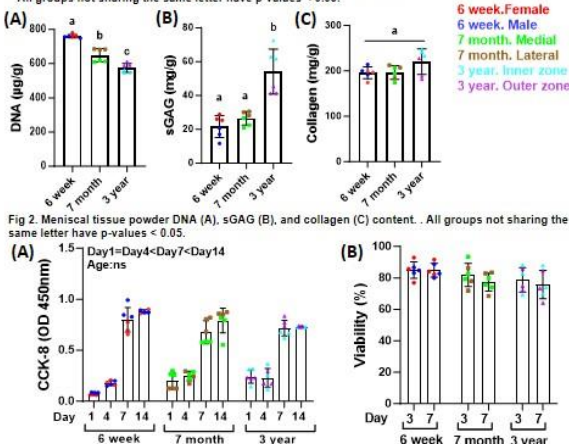 All groups not sharing the same letter have p-values < 0.05.
(A)
DNA (µg/g)
800
600
400
200
0
a
b
c
6 week
7 month
3 year
(B)
sGAG (mg/g)
80
60
40
20
0
a
a
b
6 week
7 month
3 year
(C)
Collagen (mg/g)
300
200
100
0
a
6 week
7 month
3 year
6 week.Female
6 week. Male
7 month. Medial
7 month. Lateral
3 year. Inner zone
3 year. Outer zone
Fig 2. Meniscal tissue powder DNA (A), sGAG (B), and collagen (C) content. . All groups not sharing the
same letter have p-values < 0.05.
(A)
CCK-8 (OD 450nm)
1.5
1.0
0.5
0.0
Day1=Day4<Day7<Day14
Age:ns
Day 1 4 7 14 1 4 7 14 1 4 7 14
6 week 7 month 3 year
(B)
Viability (%)
100
80
60
40
20
0
Day 3 7 3 7 3 7
6 week 7 month 3 year